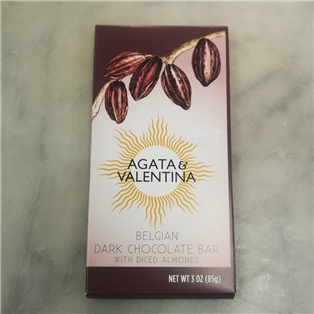 AGATA &
VALENTINA
BELGIAN
DARK CHOCOLATE BAR
WITH DICED ALMONDS
NET WT 3 OZ (85g)